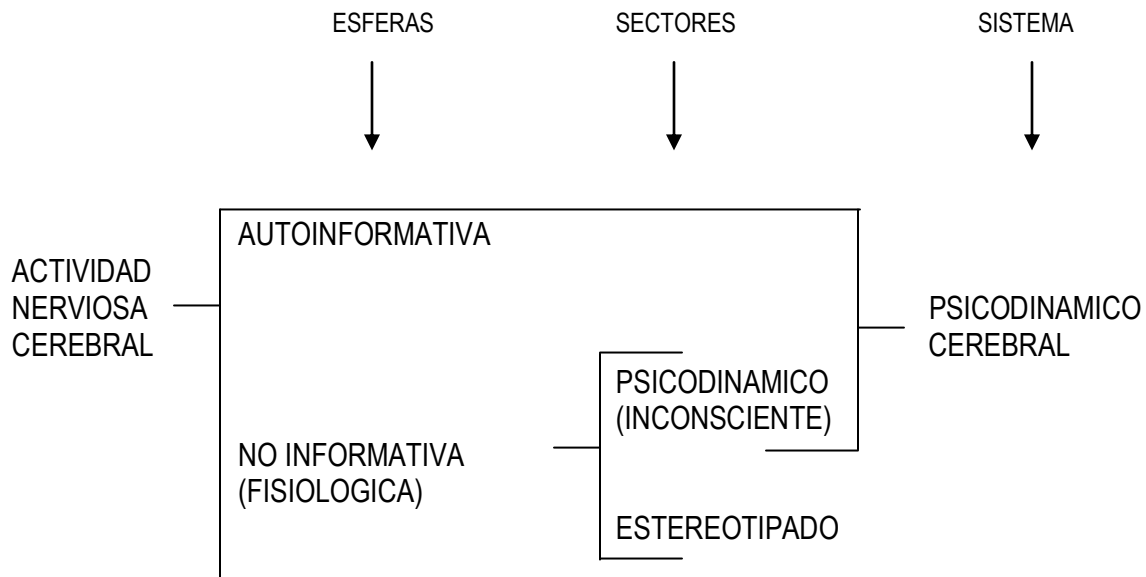 ESFERAS SECTORES SISTEMA
AUTOINFORMATIVA
ACTIVIDAD
NERVIOSA
CEREBRAL
PSICODINAMICO
CEREBRAL
PSICODINAMICO
(INCONSCIENTE)
NO INFORMATIVA
(FISIOLOGICA)
ESTEREOTIPADO